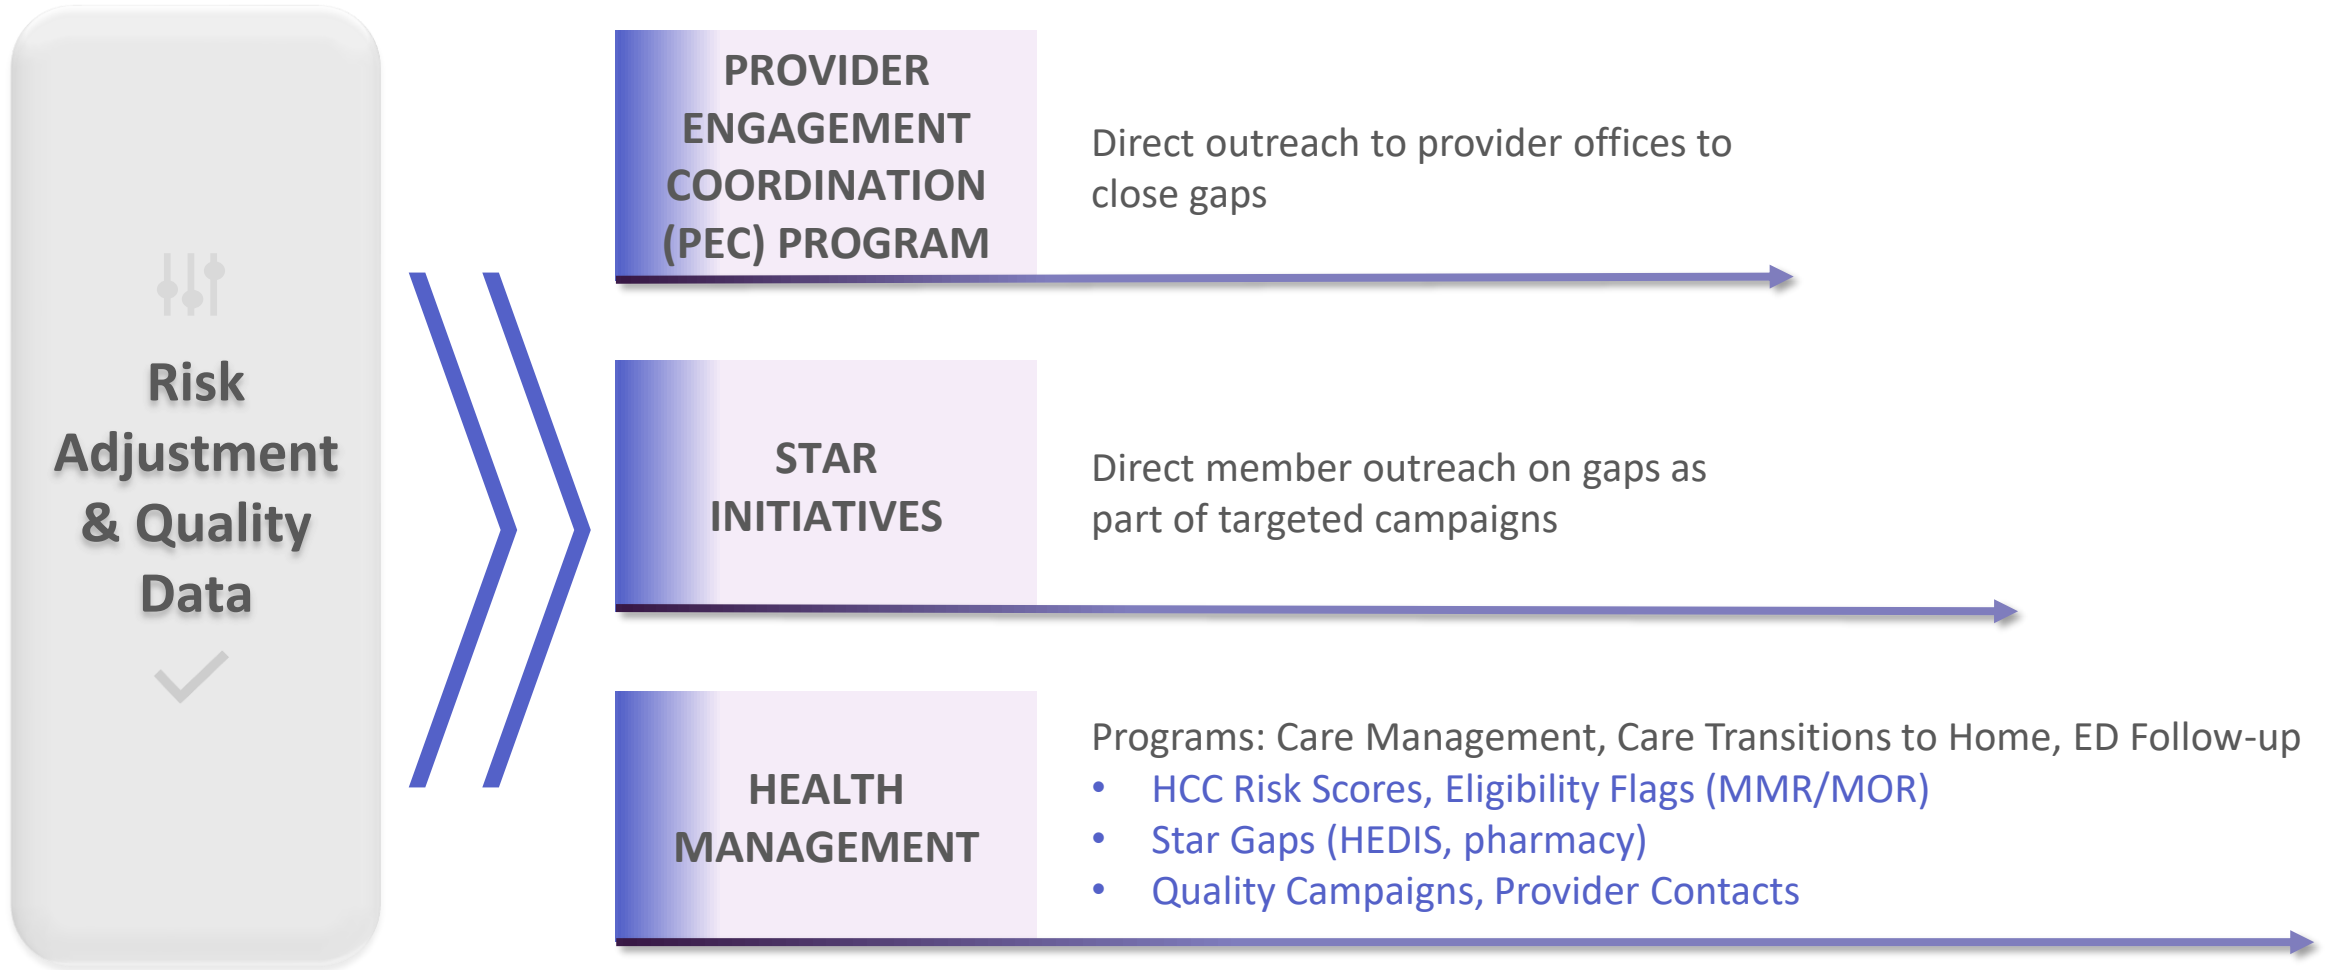 Risk
Adjustment
& Quality
Data
PROVIDER
ENGAGEMENT
COORDINATION
(PEC) PROGRAM
Direct outreach to provider offices to
close gaps
STAR
INITIATIVES
Direct member outreach on gaps as
part of targeted campaigns
HEALTH
MANAGEMENT
Programs: Care Management, Care Transitions to Home, ED Follow-up
• HCC Risk Scores, Eligibility Flags (MMR/MOR)
• Star Gaps (HEDIS, pharmacy)
• Quality Campaigns, Provider Contacts